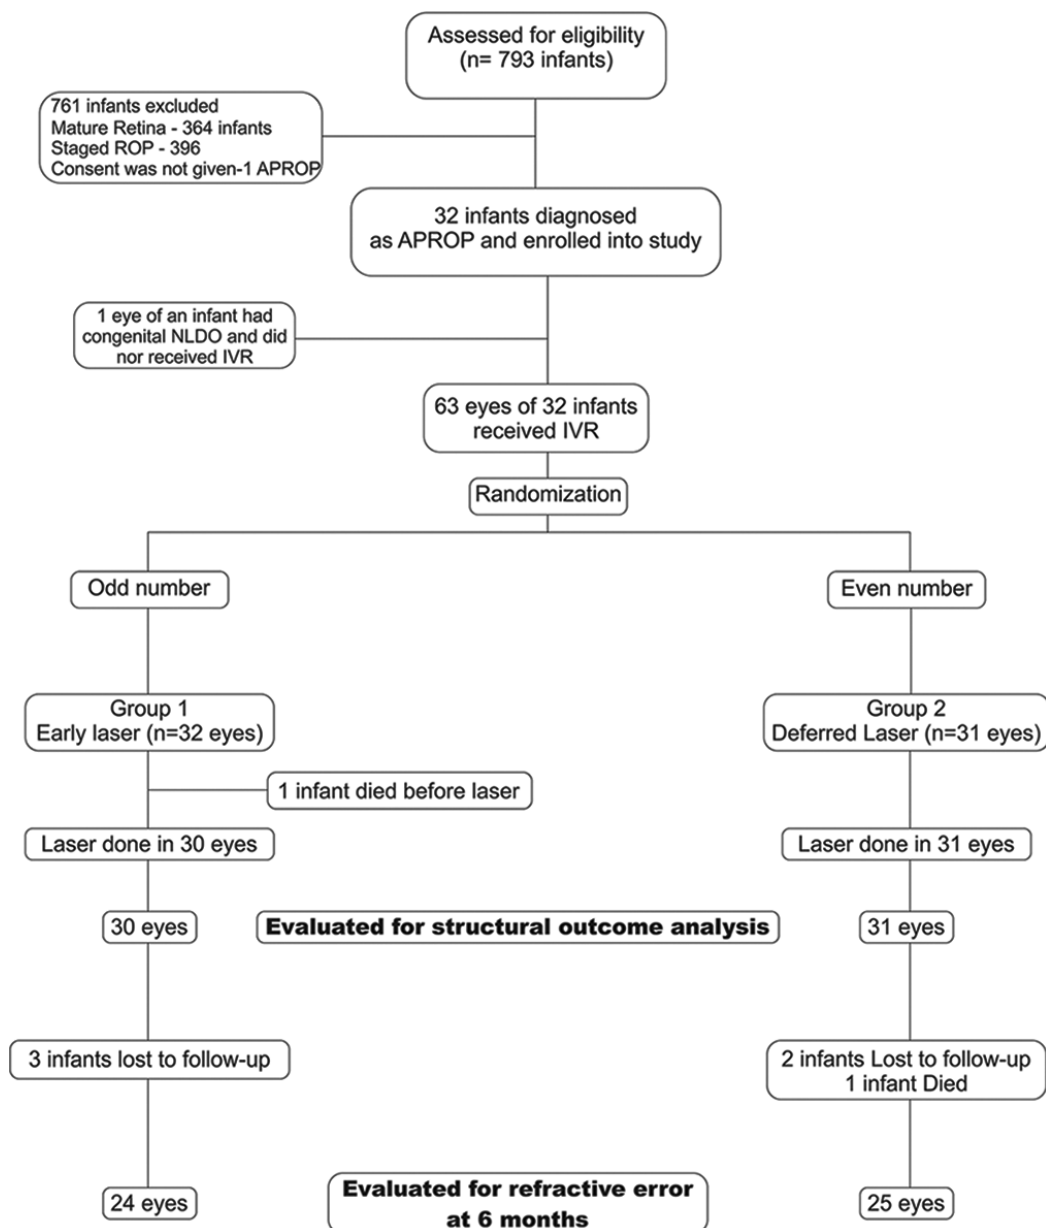 Assessed for eligibility
(n= 793 infants)
761 infants excluded
Mature Retina - 364 infants
Staged ROP - 396
Consent was not given-1 APROP
32 infants diagnosed
as APROP and enrolled into study
1 eye of an infant had
congenital NLDO and did
nor received IVR
63 eyes of 32 infants
received IVR
Randomization
Odd number
Even number
Group 1
Early laser (n=32 eyes)
Group 2
Deferred Laser (n=31 eyes)
1 infant died before laser
Laser done in 30 eyes
Laser done in 31 eyes
30 eyes
Evaluated for structural outcome analysis
31 eyes
3 infants lost to follow-up
2 infants Lost to follow-up
1 infant Died
24 eyes
Evaluated for refractive error
at 6 months
25 eyes